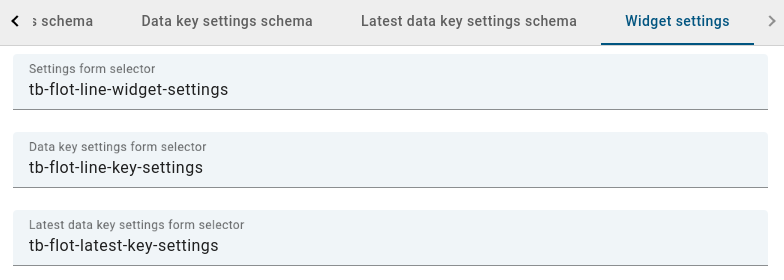 schema Data key settings schema Latest data key settings schema Widget settings
Settings form selector
tb-flot-line-widget-settings
Data key settings form selector
tb-flot-line-key-settings
Latest data key settings form selector
tb-flot-latest-key-settings